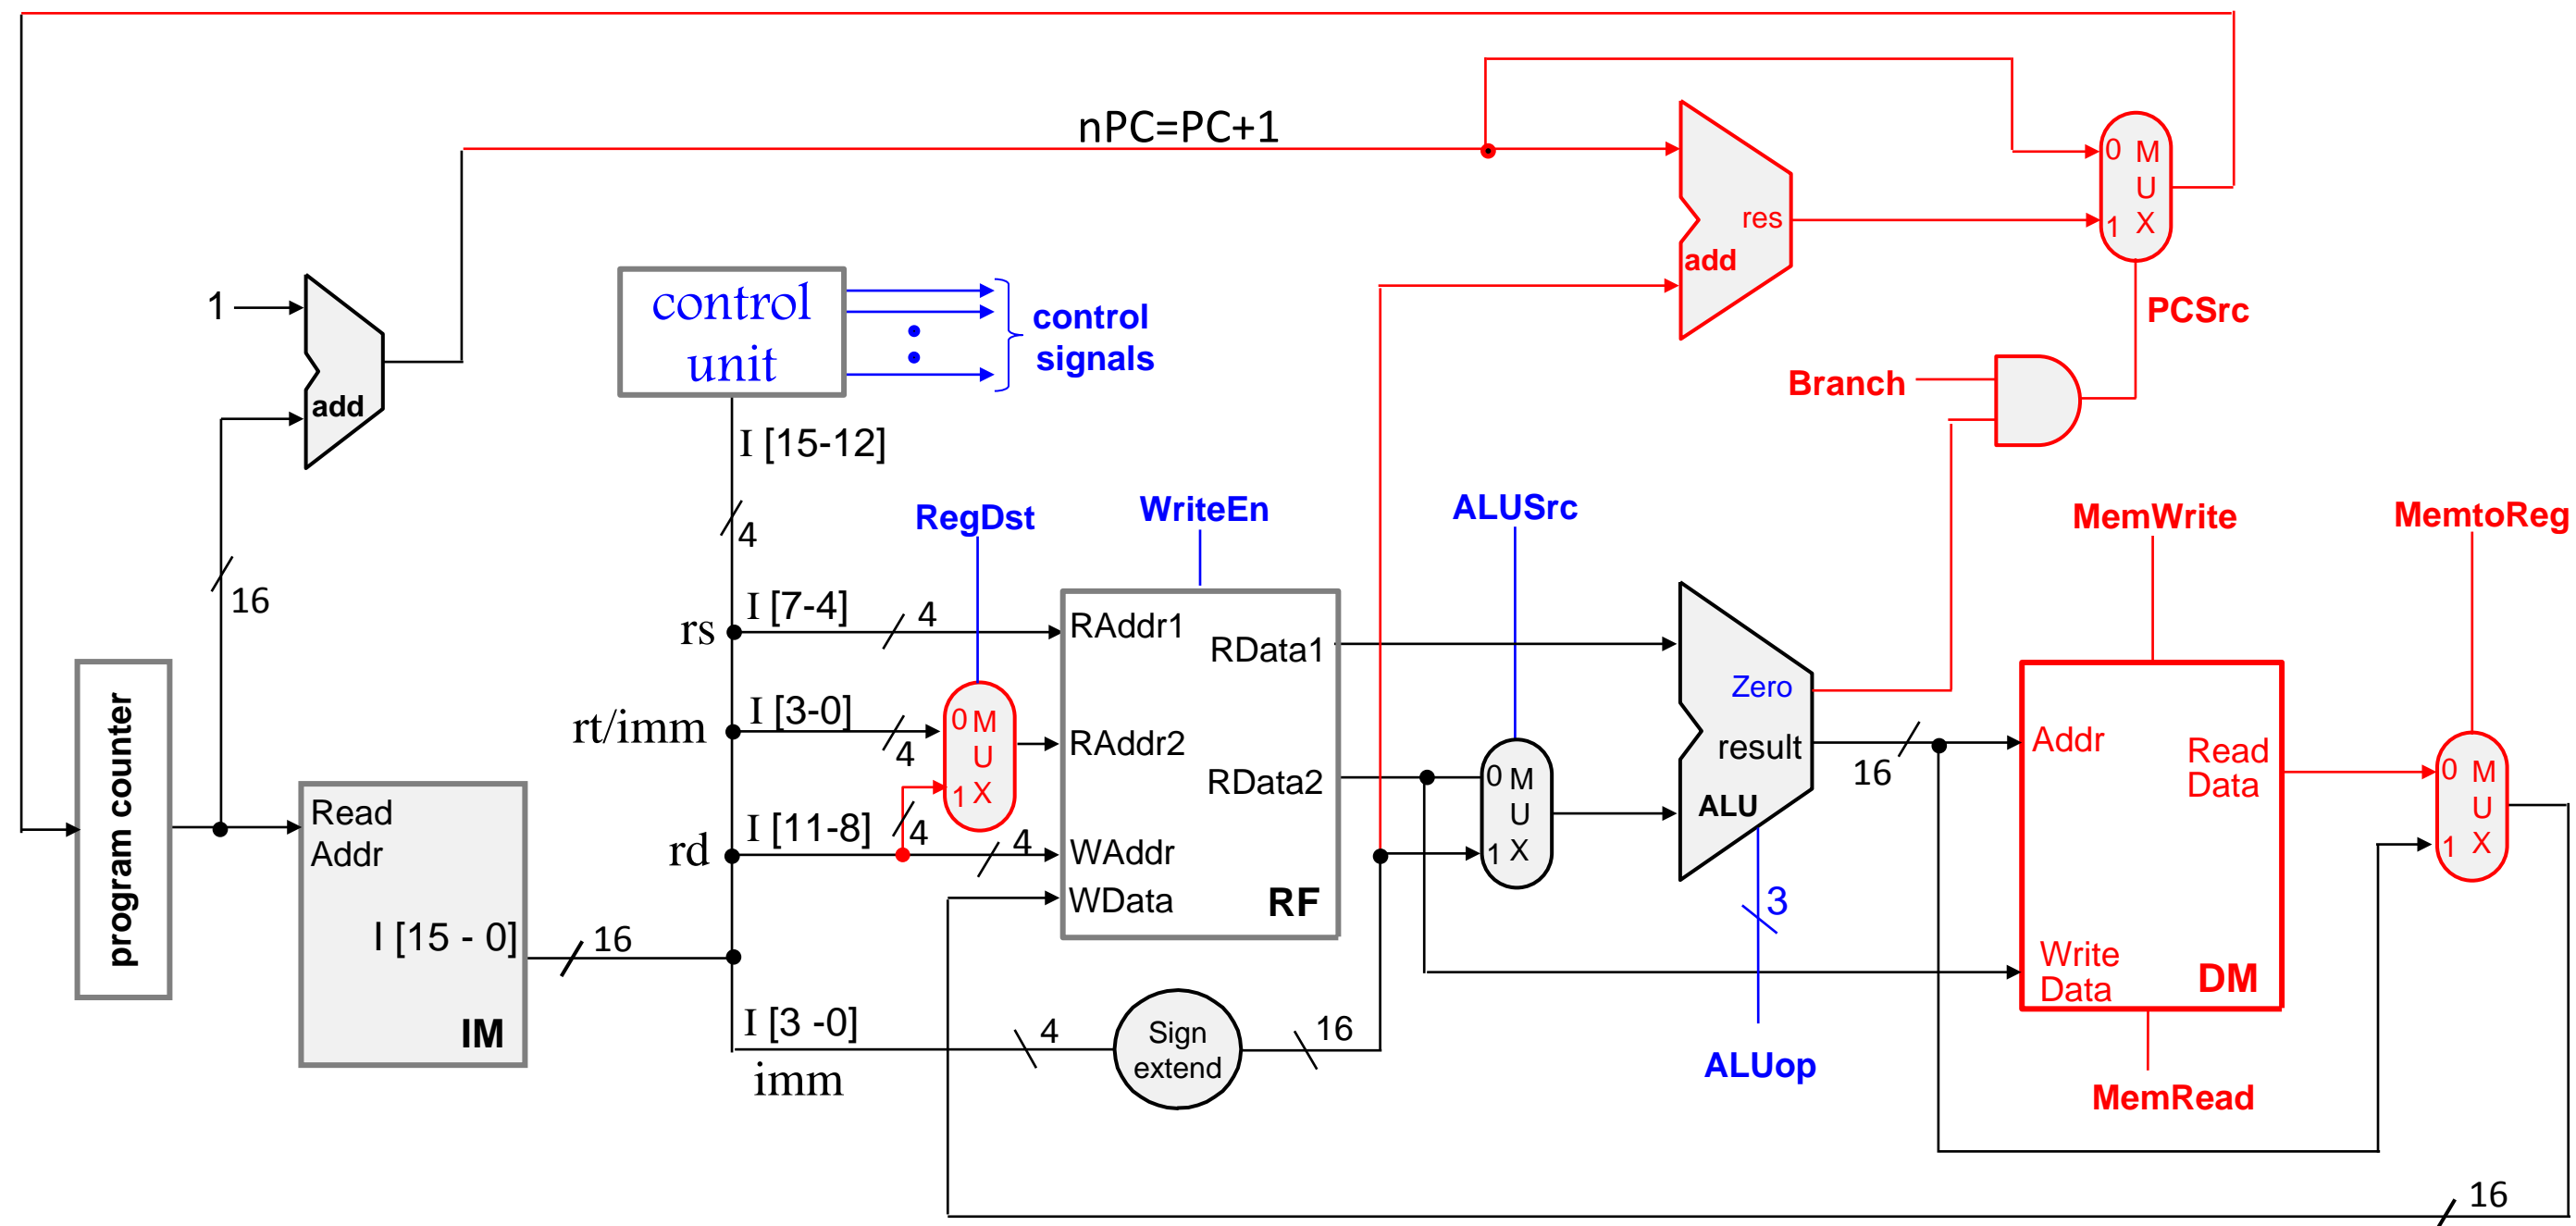 nPC=PC+1
0 M
U
1 X
res
add
PCSrc
1
add
control
unit
control
signals
Branch
I [15-12]
4
16
RegDst
WriteEn
ALUSrc
MemWrite
MemtoReg
rs
I [7-4]
4
RAddr1
RData1
rt/imm
I [3-0]
4
0 M
U
1 X
RAddr2
RData2
rd
I [11-8]
4
4
WAddr
WData
RF
0 M
U
1 X
Zero
result
ALU
16
3
ALUop
Addr
Read
Data
Write
Data
DM
MemRead
0 M
U
1 X
program counter
Read
Addr
I [15 - 0]
IM
16
I [3 -0]
imm
4
Sign
extend
16
16